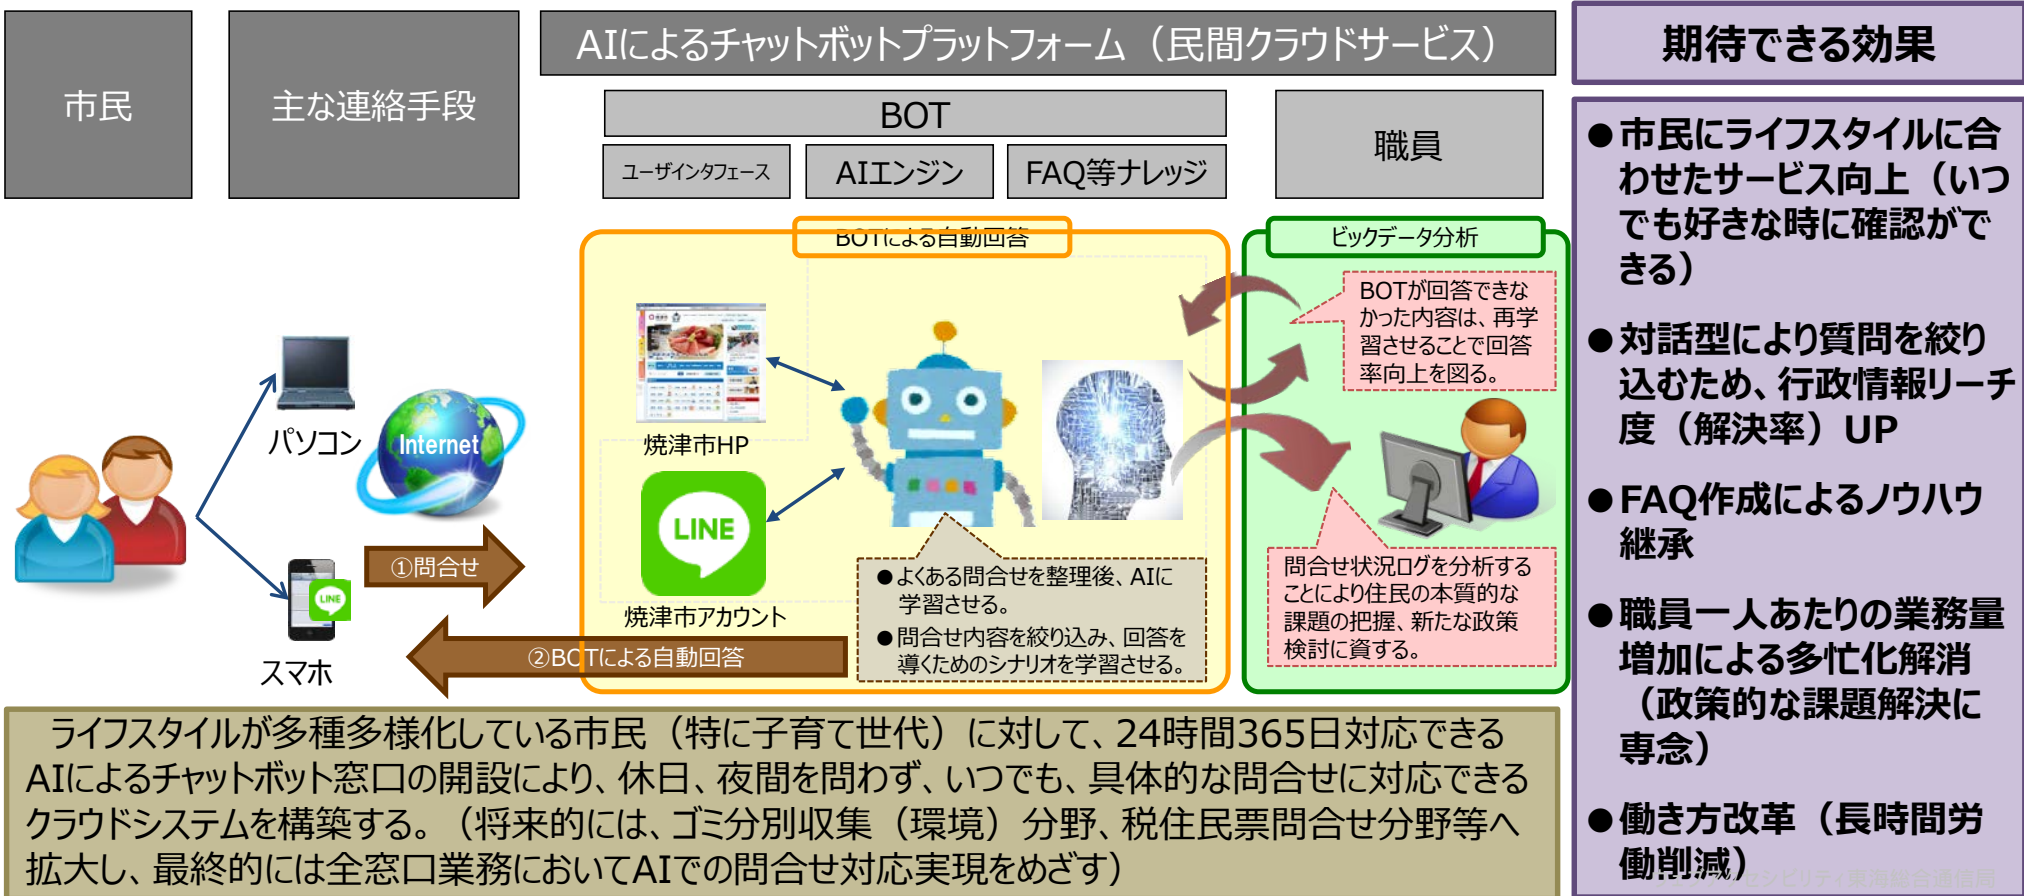 市民
主な連絡手段
AIによるチャットボットプラットフォーム（民間クラウドサービス）
BOT
ユーザインタフェース
AIエンジン
FAQ等ナレッジ
職員
BOTによる自動回答
ビックデータ分析
パソコン
Internet
スマホ
LINE
①問合せ
②BOTによる自動回答
焼津市HP
LINE
焼津市アカウント
●よくある問合せを整理後、AIに
学習させる。
●問合せ内容を絞り込み、回答を
導くためのシナリオを学習させる。
BOTが回答できな
かった内容は、再学
習させることで回答
率向上を図る。
問合せ状況ログを分析する
ことにより住民の本質的な
課題の把握、新たな政策
検討に資する。
ライフスタイルが多種多様化している市民（特に子育て世代）に対して、24時間365日対応できる
AIによるチャットボット窓口の開設により、休日、夜間を問わず、いつでも、具体的な問合せに対応できる
クラウドシステムを構築する。（将来的には、ゴミ分別収集（環境）分野、税住民票問合せ分野等へ
拡大し、最終的には全窓口業務においてAIでの問合せ対応実現をめざす）
期待できる効果
●市民にライフスタイルに合
わせたサービス向上（いつ
でも好きな時に確認がで
きる）
●対話型により質問を絞り
込むため、行政情報リーチ
度（解決率）UP
●FAQ作成によるノウハウ
継承
●職員一人あたりの業務量
増加による多忙化解消
（政策的な課題解決に
専念）
●働き方改革（長時間労
働削減）
セシビリティ東海総合通信局